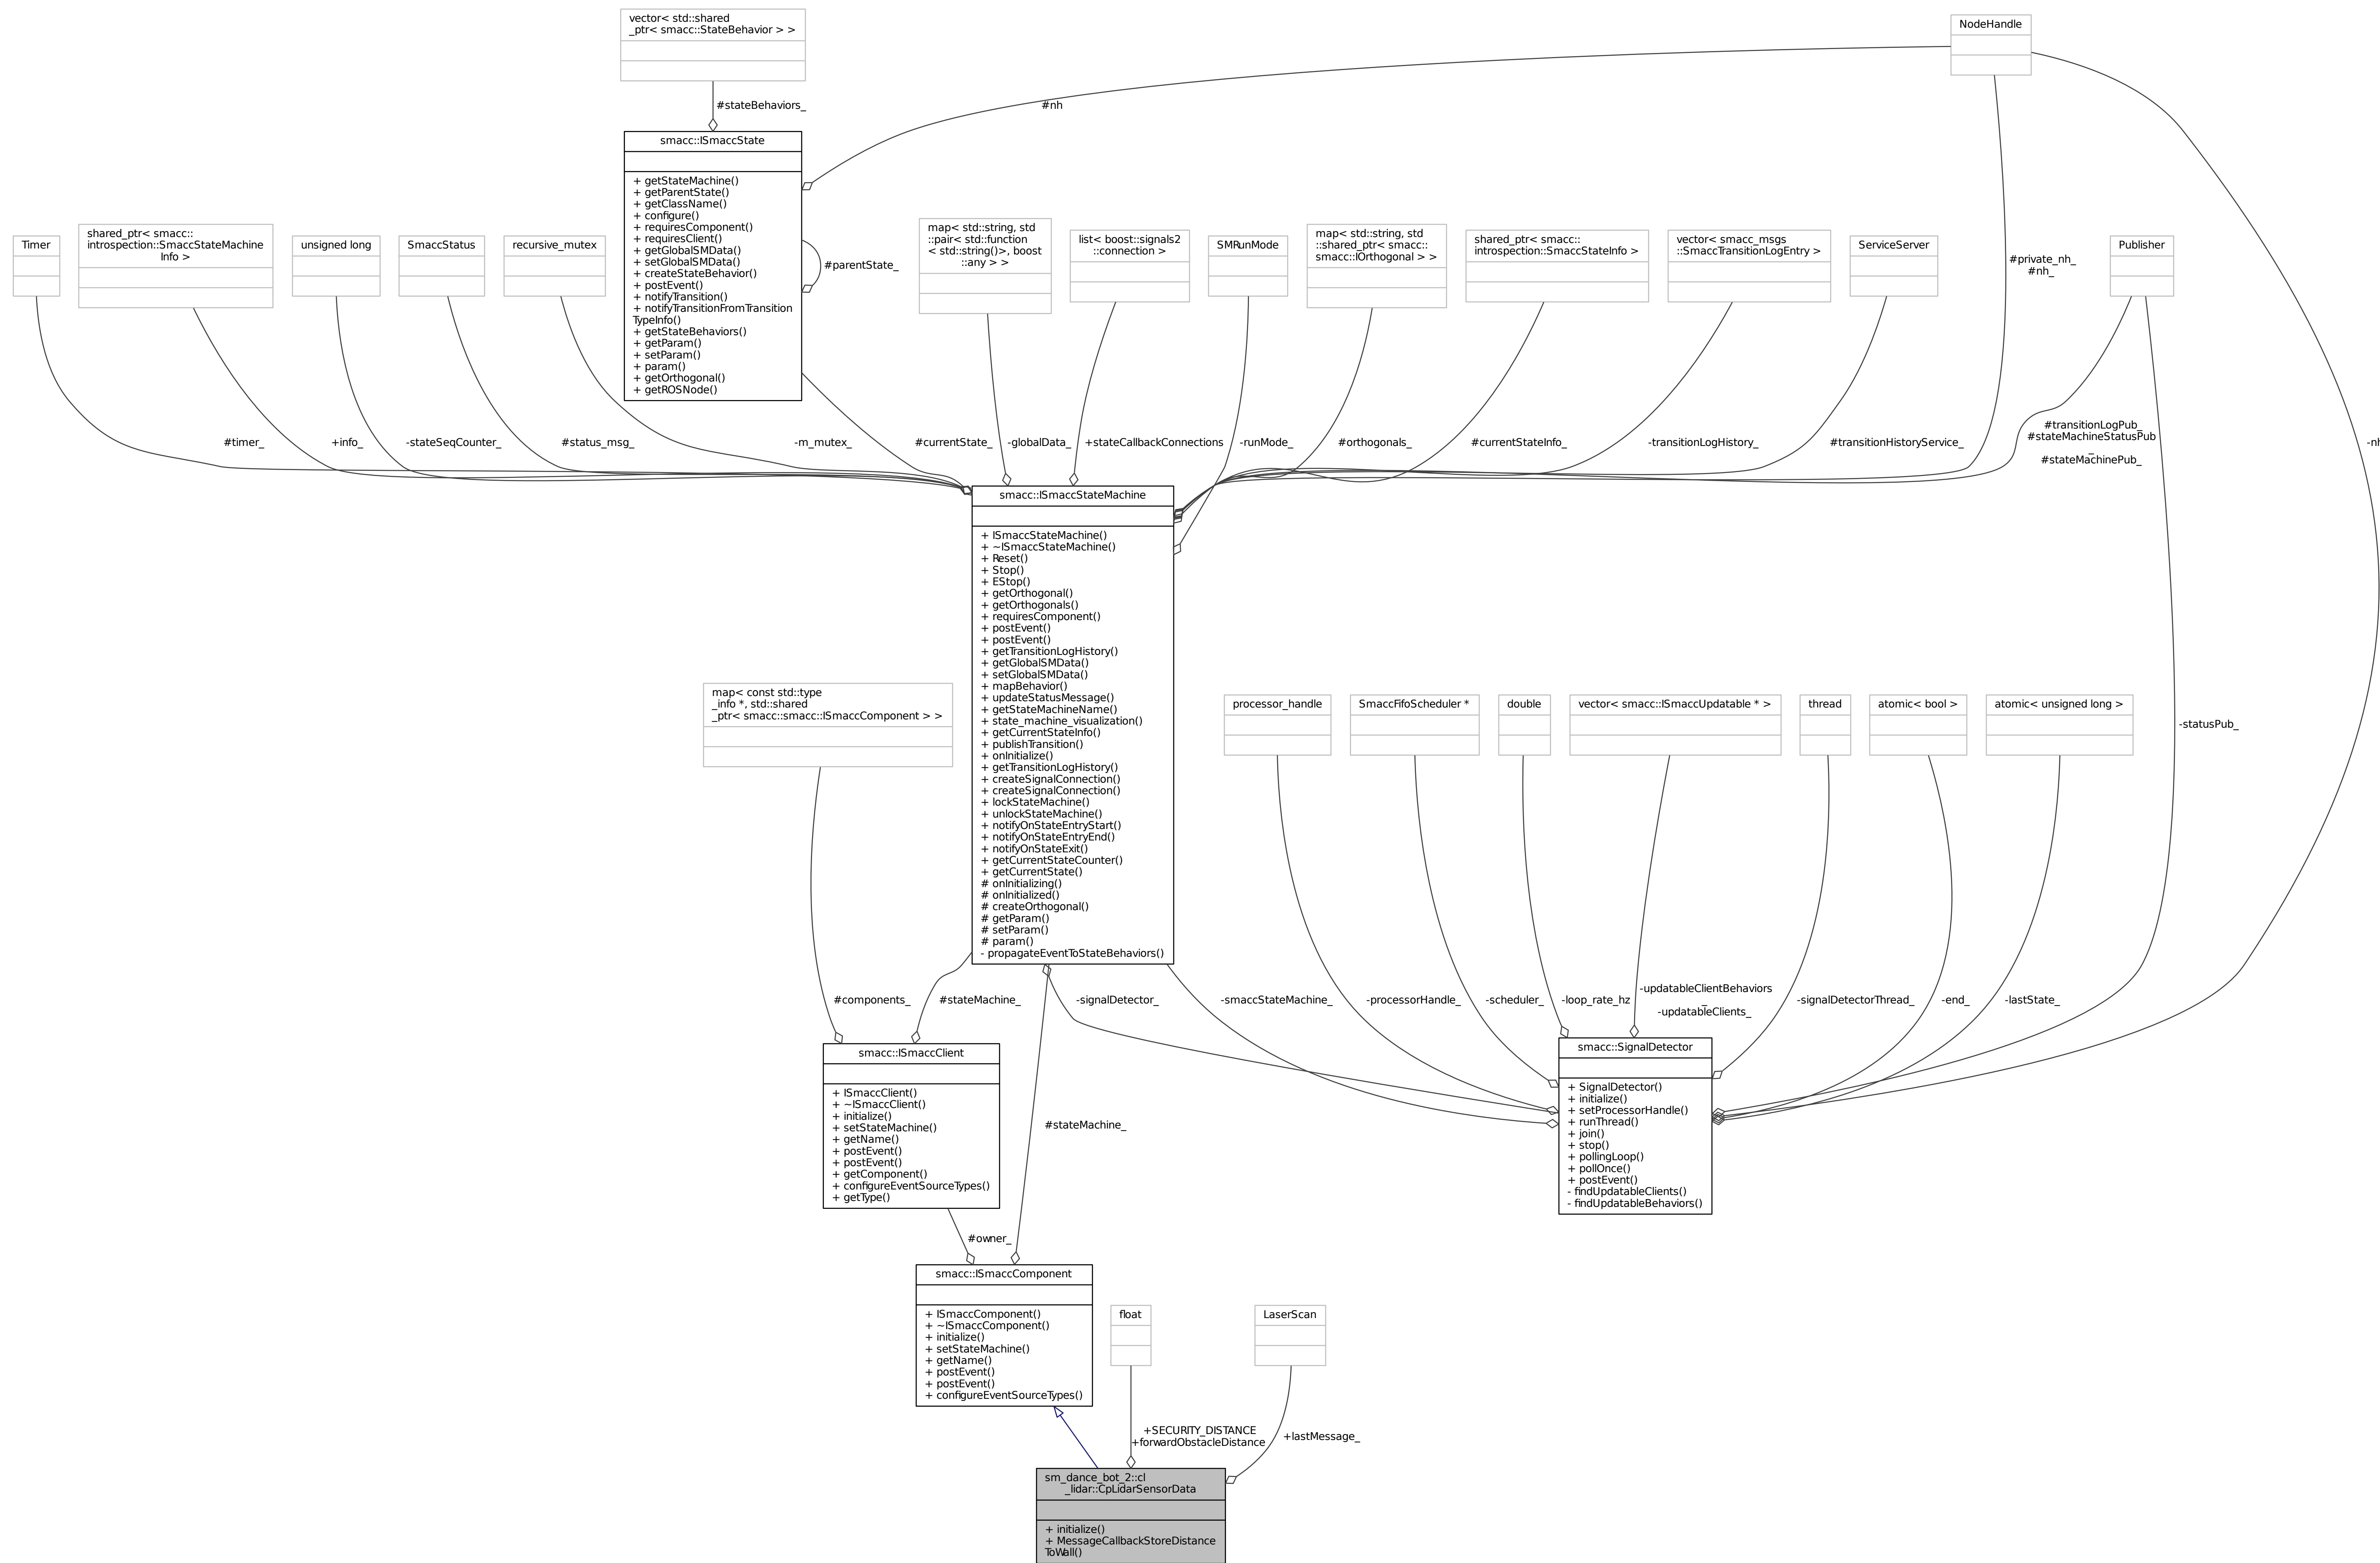 vector< std::shared
_ptr< smacc::StateBehavior > >
NodeHandle
#stateBehaviors_
#nh
smacc::ISmaccState
+ getStateMachine()
+ getParentState()
+ getClassName()
+ configure()
+ requiresComponent()
+ requiresClient()
+ getGlobalSMData()
+ setGlobalSMData()
+ createStateBehavior()
+ postEvent()
+ notifyTransition()
+ notifyTransitionFromTransition
TypeInfo()
+ getStateBehaviors()
+ getParam()
+ setParam()
+ param()
+ getOrthogonal()
+ getROSNode()
#parentState_
Timer
shared_ptr< smacc::
introspection::SmaccStateMachine
Info >
unsigned long
SmaccStatus
recursive_mutex
map< std::string, std
::pair< std::function
< std::string()>, boost
::any > >
list< boost::signals2
::connection >
SMRunMode
map< std::string, std
::shared_ptr< smacc::
smacc::IOrthogonal > >
shared_ptr< smacc::
introspection::SmaccStateInfo >
vector< smacc_msgs
::SmaccTransitionLogEntry >
ServiceServer
Publisher
#private_nh_
#nh_
#timer_
+info_
-stateSeqCounter_
#status_msg_
-m_mutex_
#currentState_
-globalData_
+stateCallbackConnections
-runMode_
#orthogonals_
#currentStateInfo_
-transitionLogHistory_
#transitionHistoryService_
#transitionLogPub_
#stateMachineStatusPub
_
#stateMachinePub_
smacc::ISmaccStateMachine
+ ISmaccStateMachine()
+ ~ISmaccStateMachine()
+ Reset()
+ Stop()
+ EStop()
+ getOrthogonal()
+ getOrthogonals()
+ requiresComponent()
+ postEvent()
+ postEvent()
+ getTransitionLogHistory()
+ getGlobalSMData()
+ setGlobalSMData()
+ mapBehavior()
+ updateStatusMessage()
+ getStateMachineName()
+ state_machine_visualization()
+ getCurrentStateInfo()
+ publishTransition()
+ onInitialize()
+ getTransitionLogHistory()
+ createSignalConnection()
+ createSignalConnection()
+ lockStateMachine()
+ unlockStateMachine()
+ notifyOnStateEntryStart()
+ notifyOnStateEntryEnd()
+ notifyOnStateExit()
+ getCurrentStateCounter()
+ getCurrentState()
# onInitializing()
# onInitialized()
# createOrthogonal()
# getParam()
# setParam()
# param()
- propagateEventToStateBehaviors()
map< const std::type
_info *, std::shared
_ptr< smacc::smacc::ISmaccComponent > >
processor_handle
SmaccFifoScheduler *
double
vector< smacc::ISmaccUpdatable * >
thread
atomic< bool >
atomic< unsigned long >
-statusPub_
#components_
#stateMachine_
-signalDetector_
-smaccStateMachine_
-processorHandle_
-scheduler_
-loop_rate_hz
-updatableClientBehaviors
_
-updatableClients_
-signalDetectorThread_
-end_
-lastState_
smacc::ISmaccClient
+ ISmaccClient()
+ ~ISmaccClient()
+ initialize()
+ setStateMachine()
+ getName()
+ postEvent()
+ postEvent()
+ getComponent()
+ configureEventSourceTypes()
+ getType()
smacc::SignalDetector
+ SignalDetector()
+ initialize()
+ setProcessorHandle()
+ runThread()
+ join()
+ stop()
+ pollingLoop()
+ pollOnce()
+ postEvent()
- findUpdatableClients()
- findUpdatableBehaviors()
#stateMachine_
#owner_
smacc::ISmaccComponent
+ ISmaccComponent()
+ ~ISmaccComponent()
+ initialize()
+ setStateMachine()
+ getName()
+ postEvent()
+ postEvent()
+ configureEventSourceTypes()
float
LaserScan
+SECURITY_DISTANCE
+forwardObstacleDistance
+lastMessage_
sm_dance_bot_2::cl
_lidar::CpLidarSensorData
+ initialize()
+ MessageCallbackStoreDistance
ToWall()